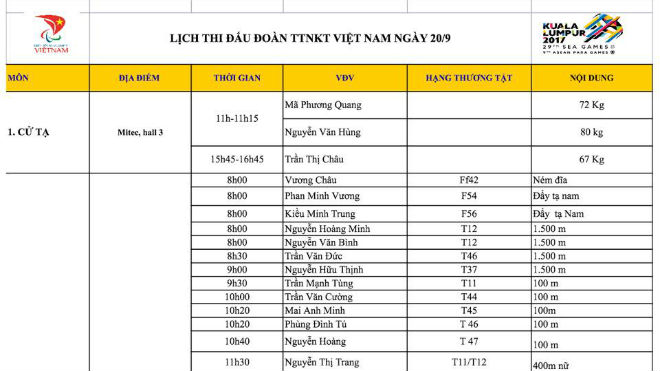 VIỆT NAM
LỊCH THI ĐẤU ĐOÀN TTNKT VIỆT NAM NGÀY 20/9
KUALA
LUMPUR
2017
29TH SEA GAMES
9TH ASEAN PARA GAMES
MÔN ĐỊA ĐIỂM THỜI GIAN VĐV HẠNG THƯƠNG TẬT NỘI DUNG
1. CỬ TẠ Mitec, hall 3 11h-11h15 Mã Phương Quang 72 Kg
Nguyễn Văn Hùng 80 kg
15h45-16h45 Trần Thị Châu 67 Kg
8h00 Vương Châu Ff42 Ném đĩa
8h00 Phan Minh Vương F54 Đẩy tạ nam
8h00 Kiều Minh Trung F56 Đẩy tạ Nam
8h00 Nguyễn Hoàng Minh T12 1.500 m
8h00 Nguyễn Văn Bình T12 1.500 m
8h30 Trần Văn Đức T46 1.500 m
9h00 Nguyễn Hữu Thịnh T37 1.500 m
9h30 Trần Mạnh Tùng T11 100 m
10h00 Trần Văn Cường T44 100 m
10h20 Mai Anh Minh T45 100m
10h20 Phùng Đình Tú T 46 100 m
10h40 Nguyễn Hoàng T 47 100 m
11h30 Nguyễn Thị Trang T11/T12 400m nữ